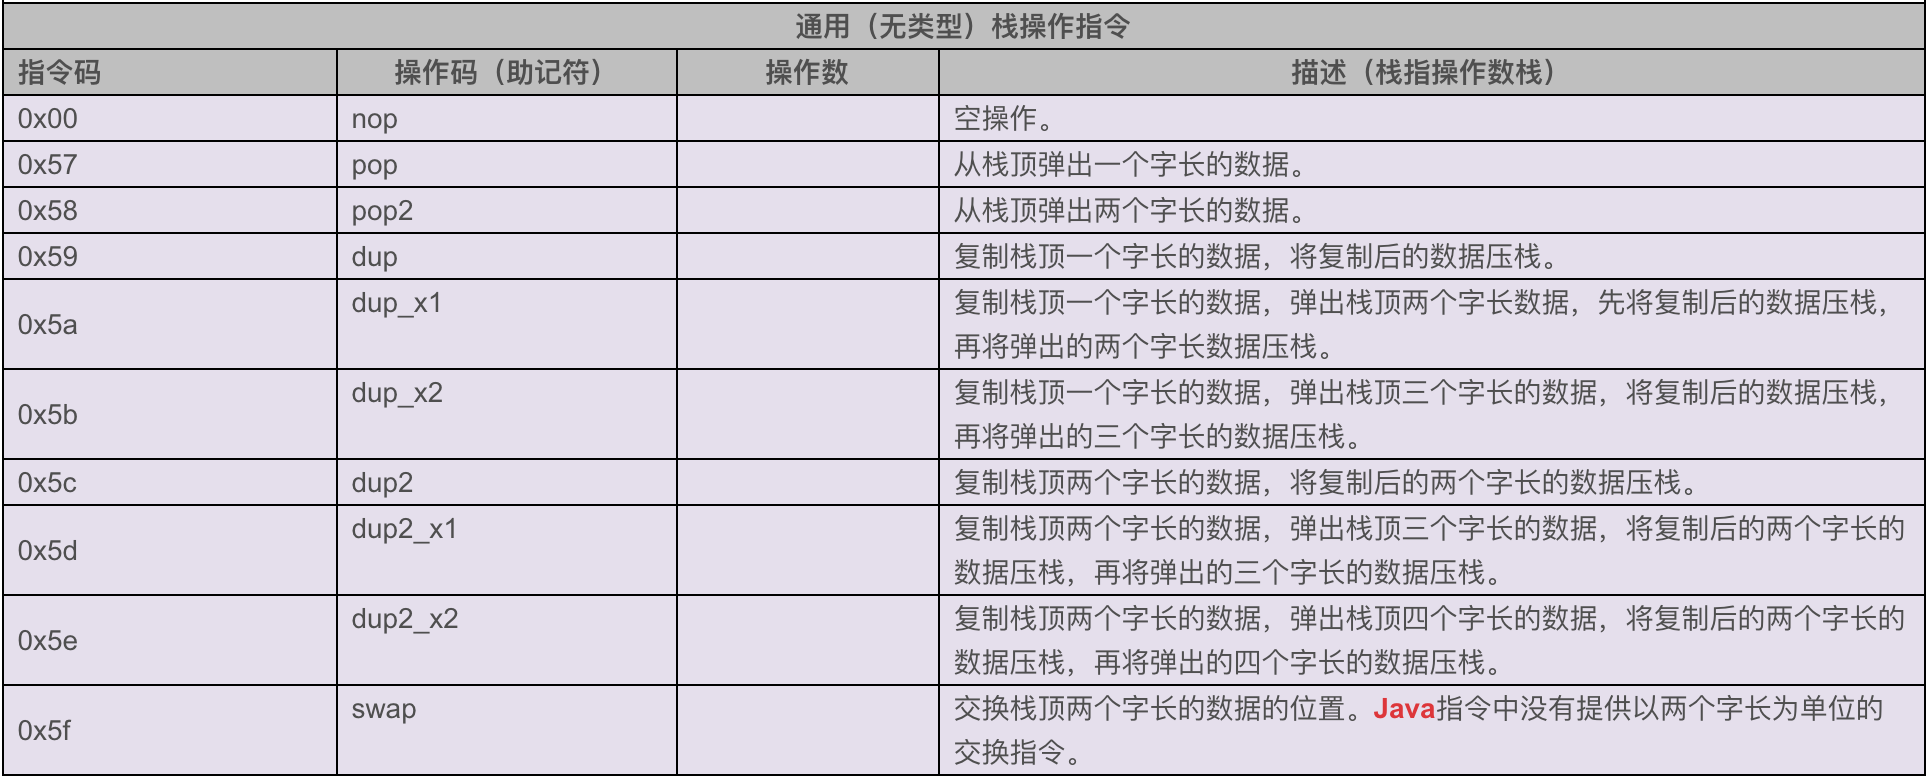 通用（无类型）栈操作指令
指令码 操作码（助记符） 操作数 描述（栈指操作数栈）
0x00 nop 空操作。
0x57 pop 从栈顶弹出一个字长的数据。
0x58 pop2 从栈顶弹出两个字长的数据。
0x59 dup 复制栈顶一个字长的数据，将复制后的数据压栈。
0x5a dup_x1 复制栈顶一个字长的数据，弹出栈顶两个字长数据，先将复制后的数据压栈，
再将弹出的两个字长数据压栈。
0x5b dup_x2 复制栈顶一个字长的数据，弹出栈顶三个字长的数据，将复制后的数据压栈，
再将弹出的三个字长的数据压栈。
0x5c dup2 复制栈顶两个字长的数据，将复制后的两个字长的数据压栈。
0x5d dup2_x1 复制栈顶两个字长的数据，弹出栈顶三个字长的数据，将复制后的两个字长的
数据压栈，再将弹出的三个字长的数据压栈。
0x5e dup2_x2 复制栈顶两个字长的数据，弹出栈顶四个字长的数据，将复制后的两个字长的
数据压栈，再将弹出的四个字长的数据压栈。
0x5f swap 交换栈顶两个字长的数据的位置。Java指令中没有提供以两个字长为单位的
交换指令。